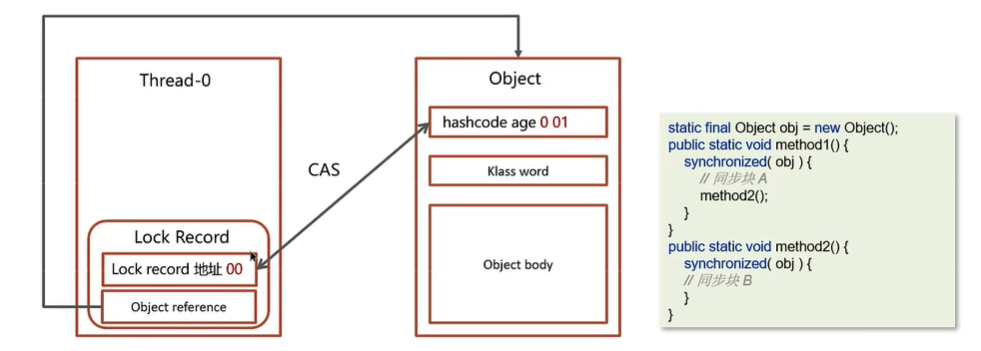 Thread-0
Object
hashcode age 0 01
CAS
Klass word
Lock Record
Lock record 地址 00
Object reference
Object body
static final Object obj = new Object();
public static void method1() {
synchronized( obj ) {
// 同步块 A
method2();
}
}
public static void method2() {
synchronized( obj ) {
// 同步块 B
}
}